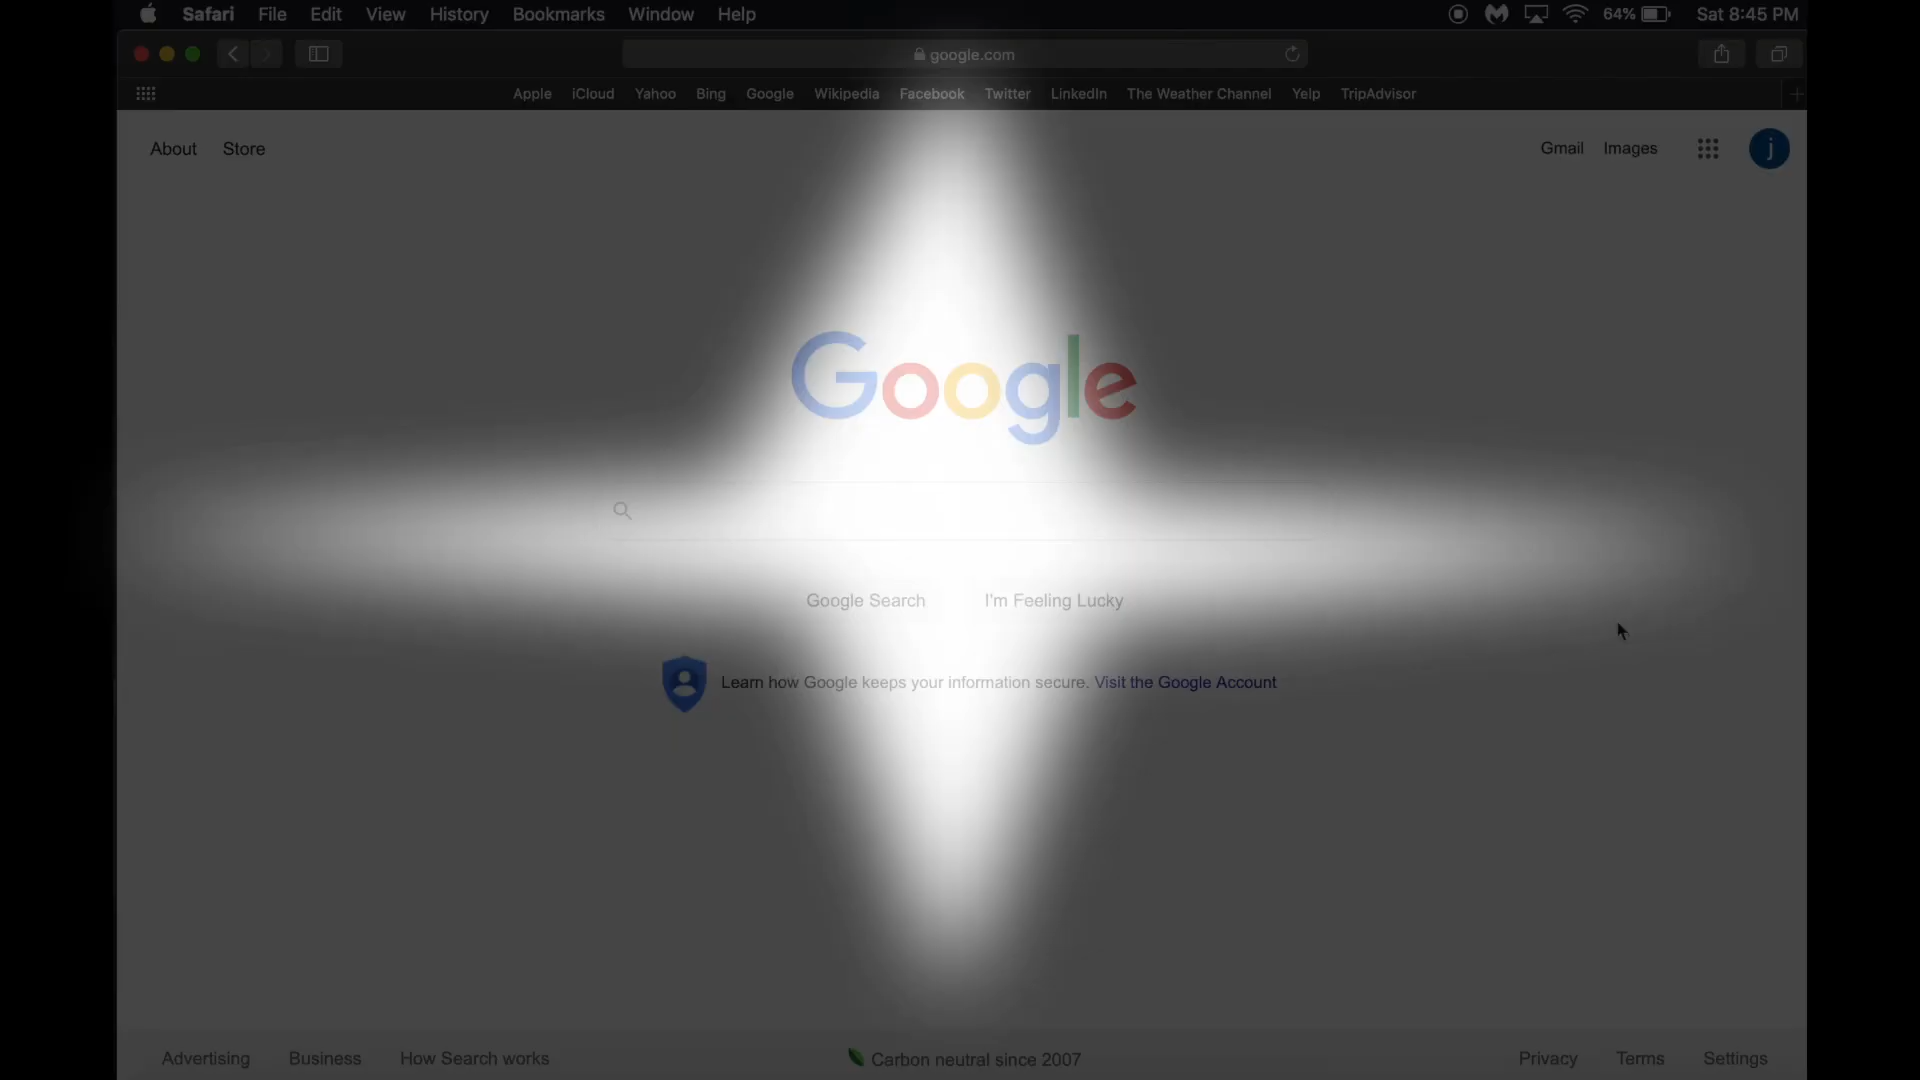 Safari File Edit View History Bookmarks Window Help 64% Sat 8:45 PM
google.com
Apple iCloud Yahoo Bing Google Wikipedia Facebook Twitter LinkedIn The Weather Channel Yelp TripAdvisor
About Store Gmail Images j
Google
Google Search I'm Feeling Lucky
Learn how Google keeps your information secure. Visit the Google Account
Advertising Business How Search works Carbon neutral since 2007 Privacy Terms Settings